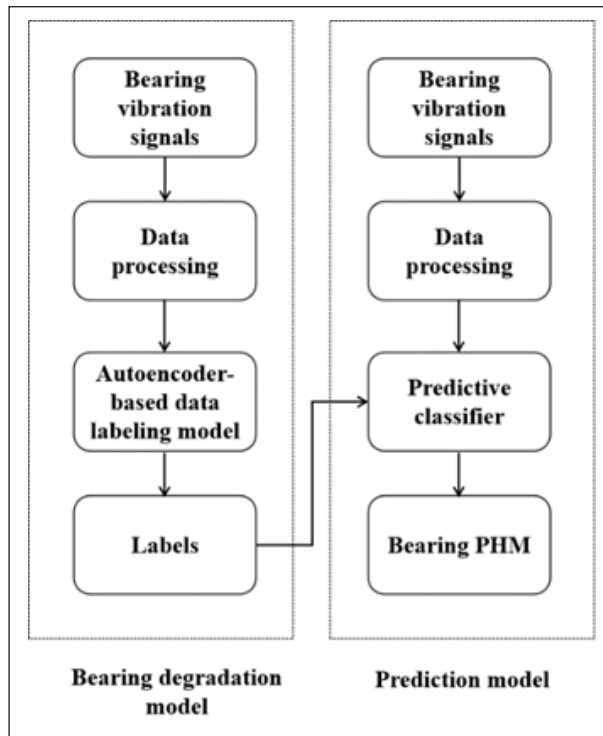 Bearing
vibration
signals
Data
processing
Autoencoder-
based data
labeling model
Labels
Bearing degradation
model
Bearing
vibration
signals
Data
processing
Predictive
classifier
Bearing PHM
Prediction model